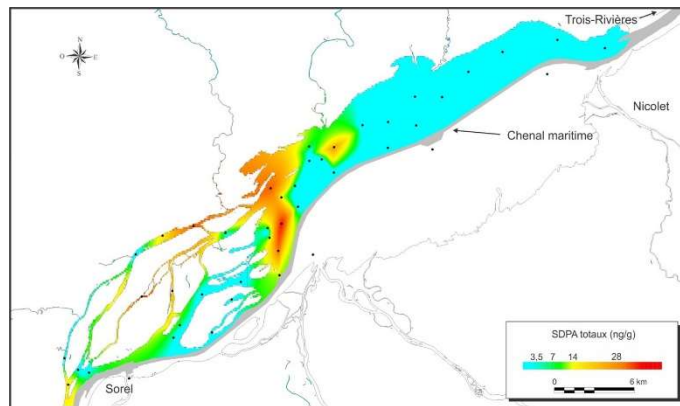 Trois-Rivières
N
O
E
S
Nicolet
Chenal maritime
SDPA totaux (ng/g)
3,5 7 14 28
0 6 km
Sorel